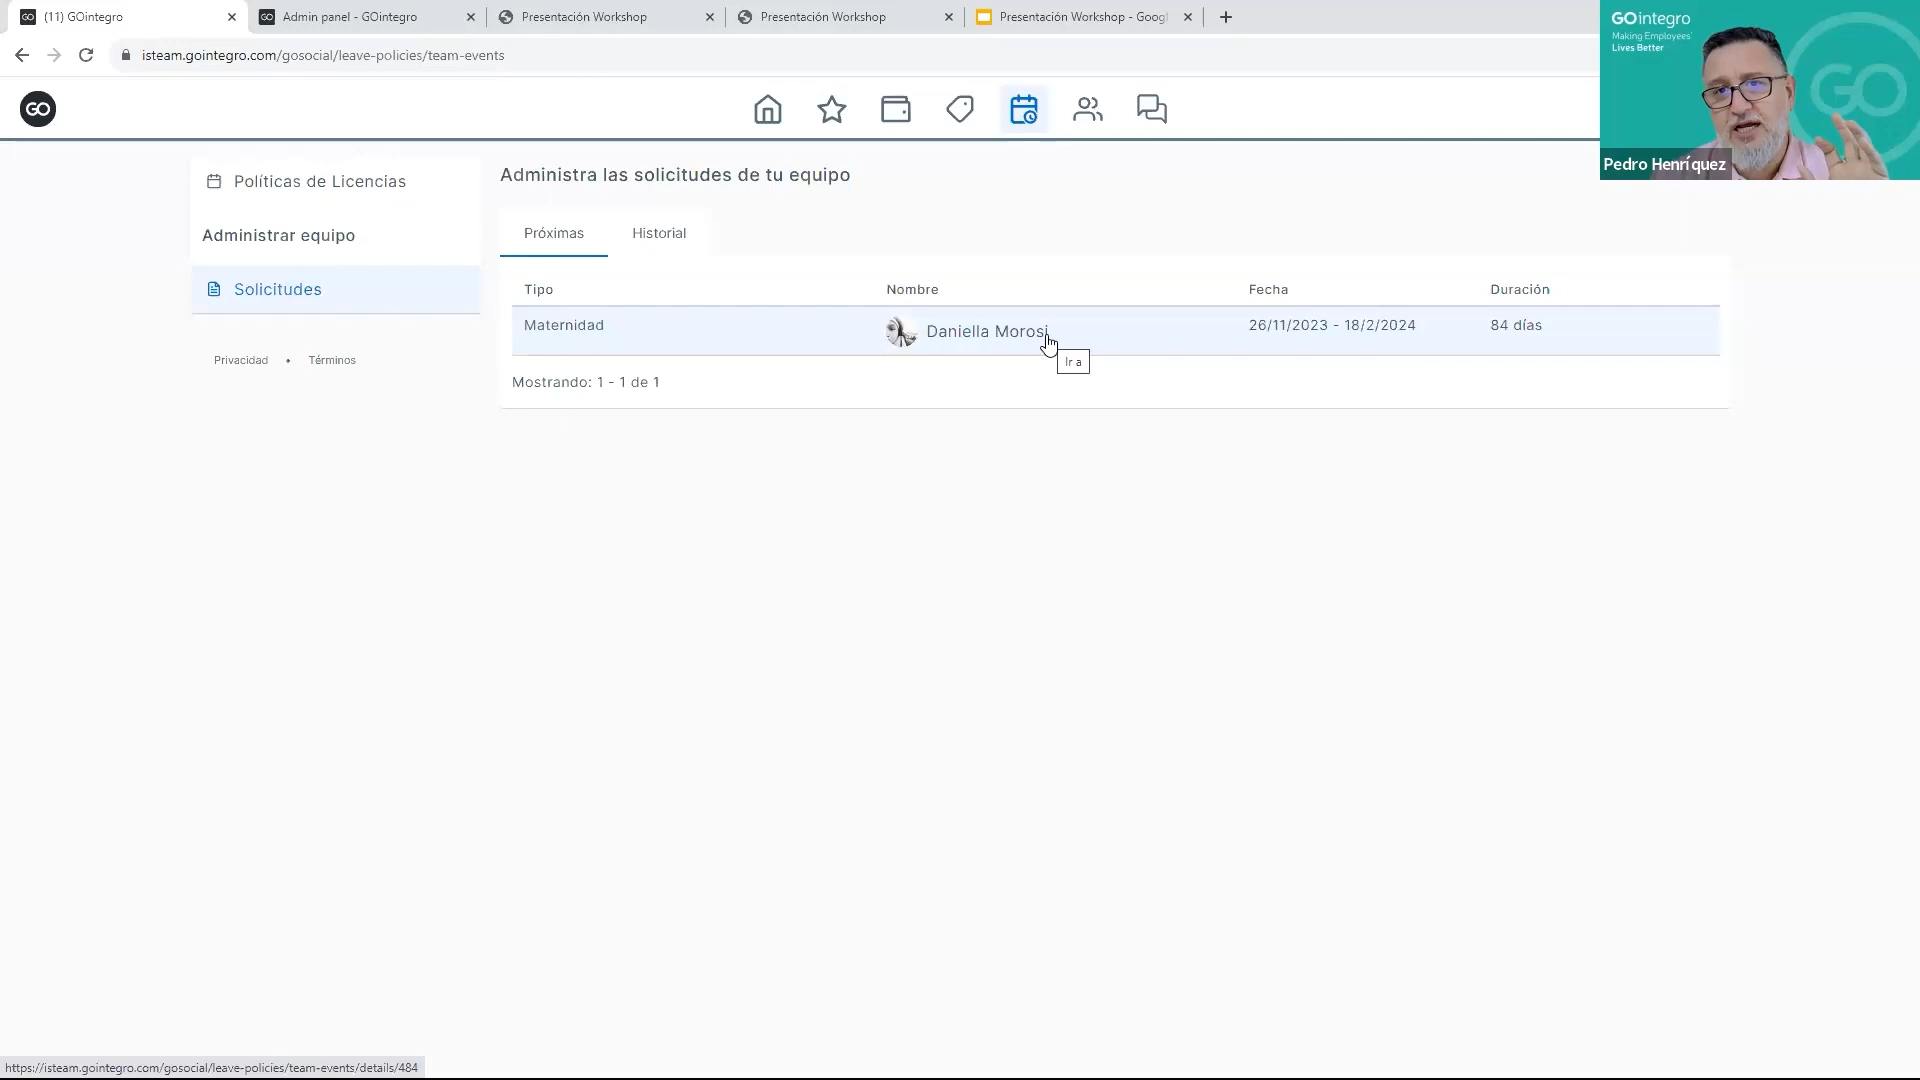 (11) GOintegro
Admin panel - GOintegro
Presentación Workshop
Presentación Workshop
Presentación Workshop - Googl
isteam.gointegro.com/gosocial/leave-policies/team-events
GO
GOintegro
Making Employees'
Lives Better
GO
Pedro Henríquez
Políticas de Licencias
Administrar equipo
Solicitudes
Privacidad • Términos
Administra las solicitudes de tu equipo
Próximas Historial
Tipo Nombre Fecha Duración
Maternidad Daniella Morosi 26/11/2023 - 18/2/2024 84 días
Ir a
Mostrando: 1 - 1 de 1
https://isteam.gointegro.com/gosocial/leave-policies/team-events/details/484